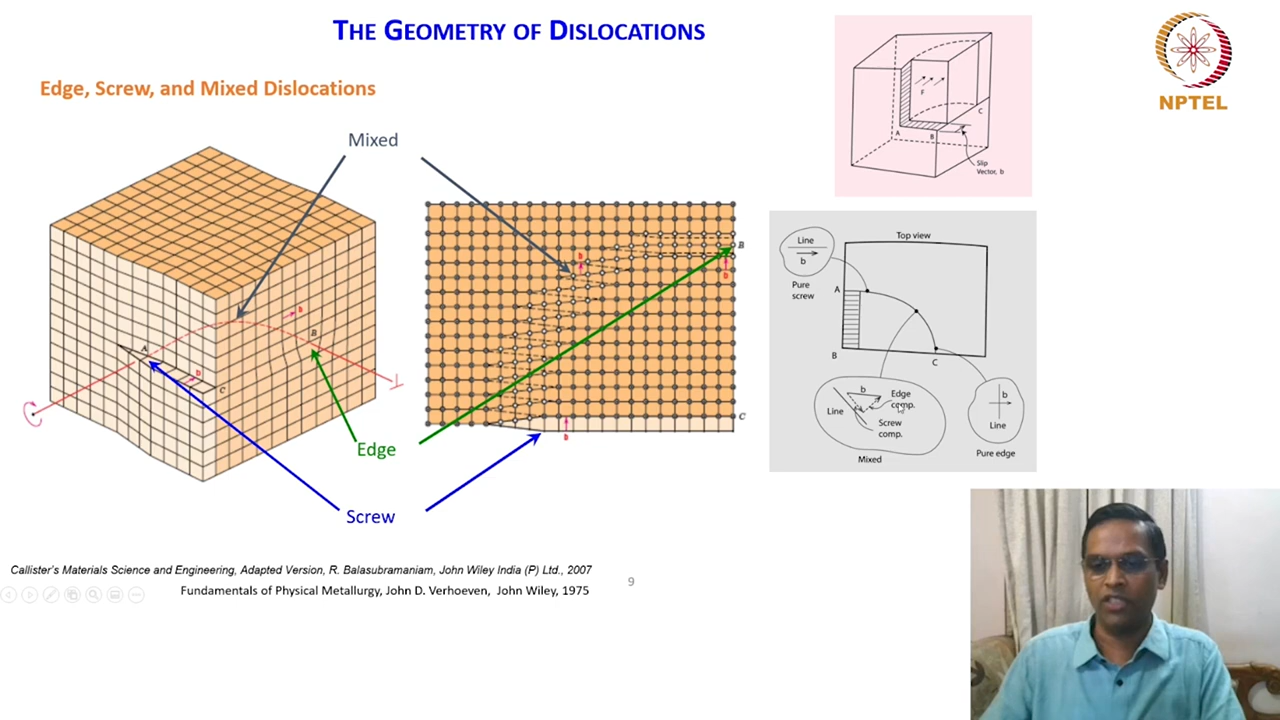 THE GEOMETRY OF DISLOCATIONS
NPTEL
Edge, Screw, and Mixed Dislocations
Mixed
F
A
B
C
Slip
Vector, b
b
B
A
b
C
b
B
b
b
C
Edge
Screw
Top view
Line
b
Pure
screw
A
B
C
b
Line
Edge
comp.
Screw
comp.
Mixed
b
Line
Pure edge
Callister's Materials Science and Engineering, Adapted Version, R. Balasubramaniam, John Wiley India (P) Ltd., 2007
Fundamentals of Physical Metallurgy, John D. Verhoeven, John Wiley, 1975
9